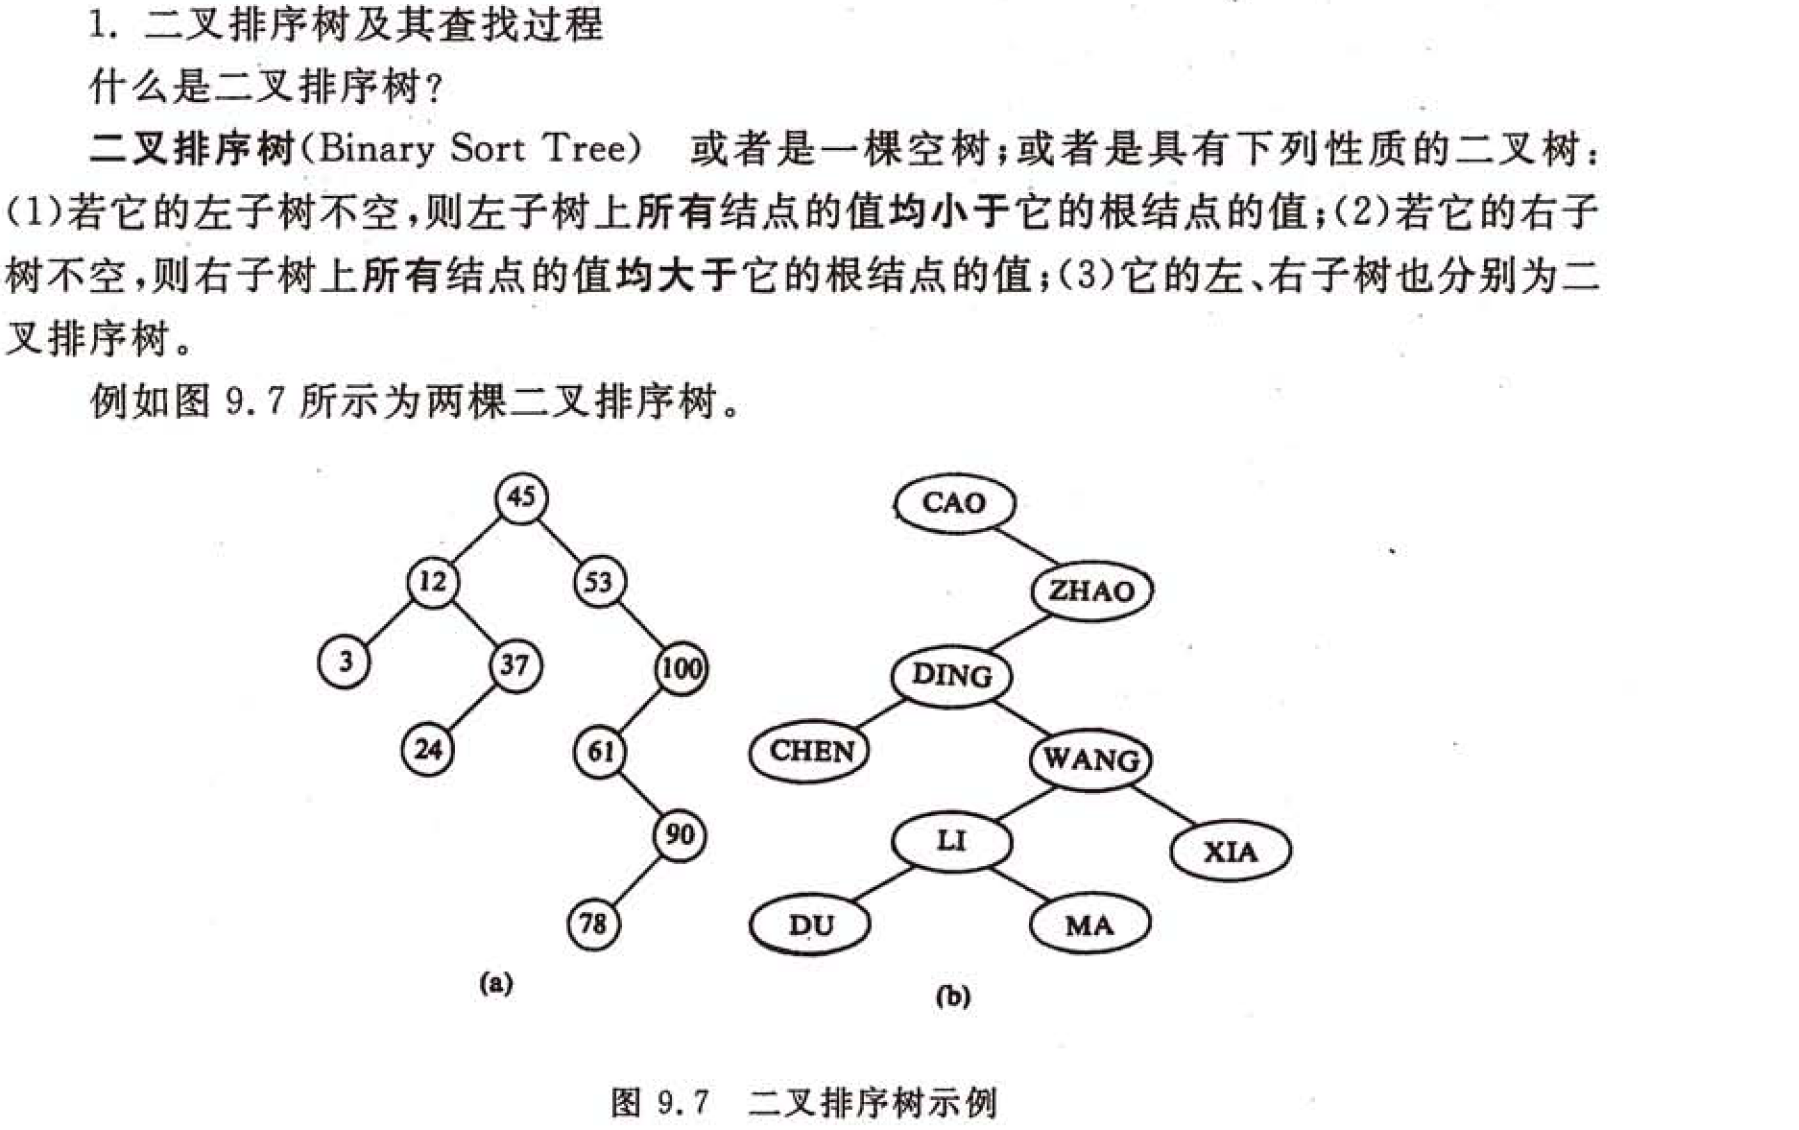 1. 二叉排序树及其查找过程
什么是二叉排序树?
二叉排序树(Binary Sort Tree) 或者是一棵空树;或者是具有下列性质的二叉树:
(1)若它的左子树不空,则左子树上所有结点的值均小于它的根结点的值;(2)若它的右子
树不空,则右子树上所有结点的值均大于它的根结点的值;(3)它的左、右子树也分别为二
叉排序树。
例如图 9.7 所示为两棵二叉排序树。
45
12
53
3
37
100
24
61
90
78
(a)
CAO
ZHAO
DING
CHEN
WANG
LI
XIA
DU
MA
(b)
图 9.7 二叉排序树示例